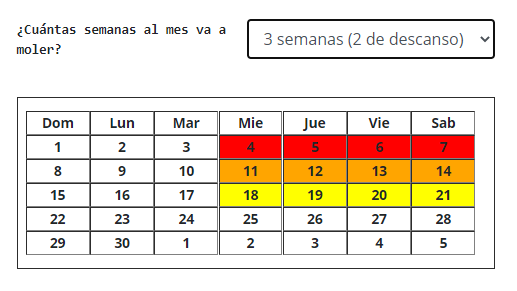 ¿Cuántas semanas al mes va a
moler?
3 semanas (2 de descanso)
Dom Lun Mar Mie Jue Vie Sab
1 2 3 4 5 6 7
8 9 10 11 12 13 14
15 16 17 18 19 20 21
22 23 24 25 26 27 28
29 30 1 2 3 4 5